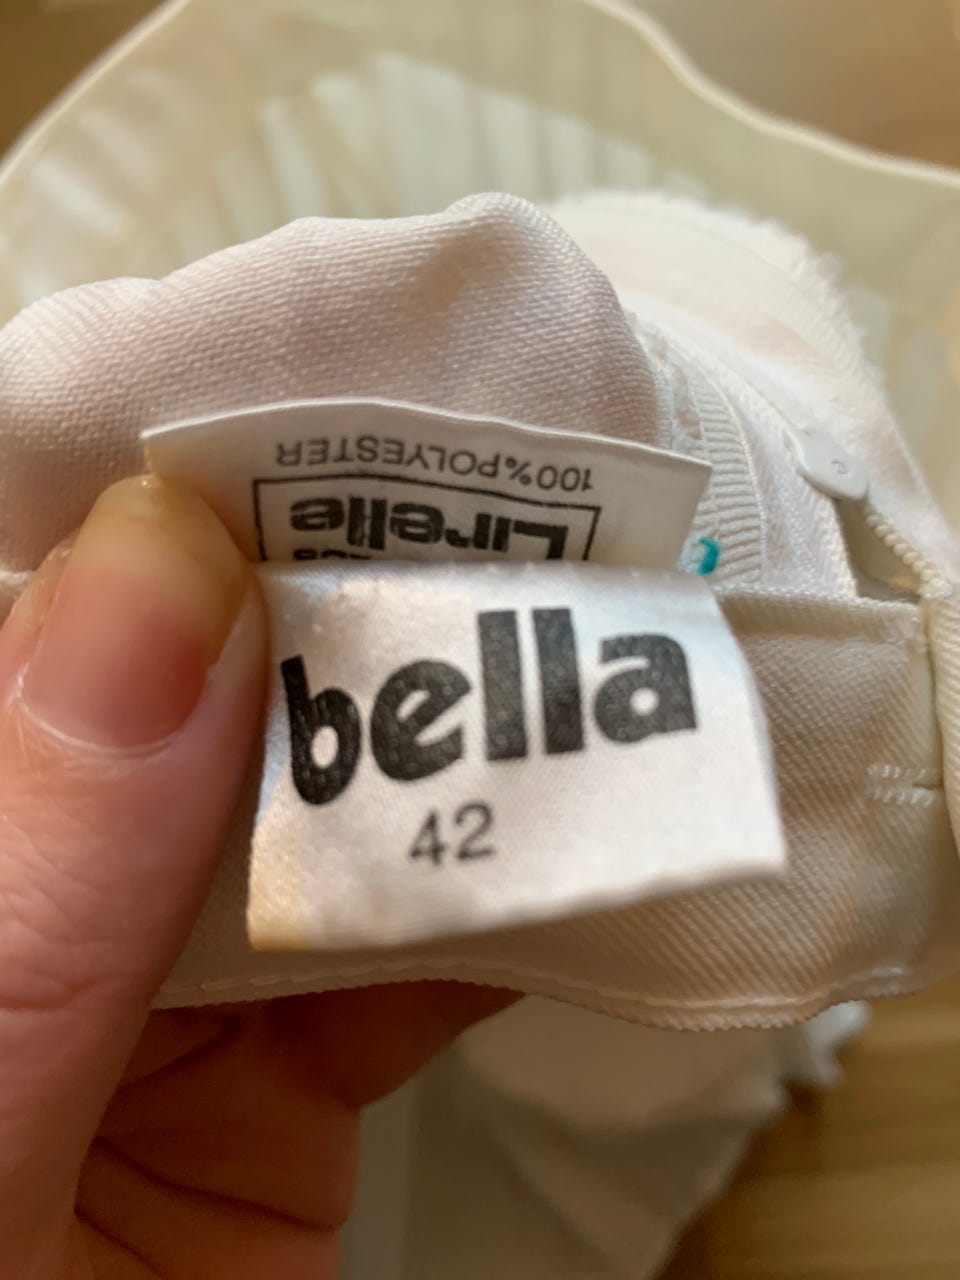 100% POLYESTER
Lirelle
bella
42